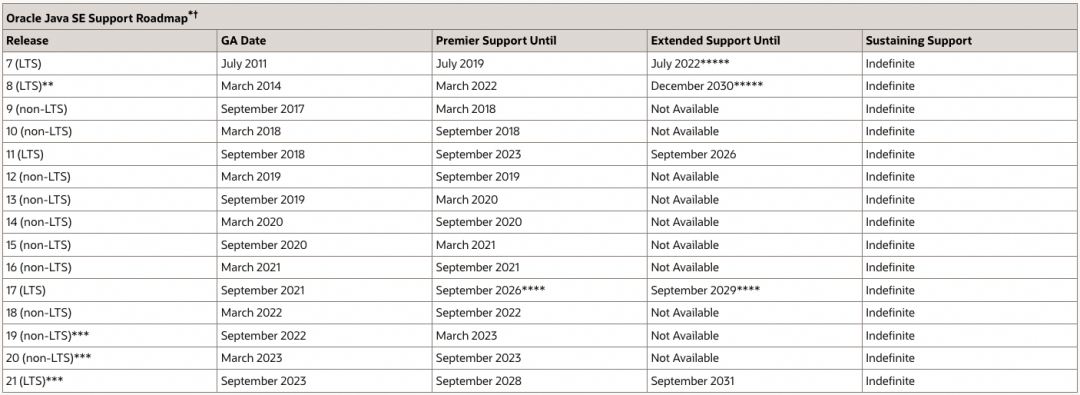 Oracle Java SE Support Roadmap*†
Release GA Date Premier Support Until Extended Support Until Sustaining Support
7 (LTS) July 2011 July 2019 July 2022***** Indefinite
8 (LTS)** March 2014 March 2022 December 2030***** Indefinite
9 (non-LTS) September 2017 March 2018 Not Available Indefinite
10 (non-LTS) March 2018 September 2018 Not Available Indefinite
11 (LTS) September 2018 September 2023 September 2026 Indefinite
12 (non-LTS) March 2019 September 2019 Not Available Indefinite
13 (non-LTS) September 2019 March 2020 Not Available Indefinite
14 (non-LTS) March 2020 September 2020 Not Available Indefinite
15 (non-LTS) September 2020 March 2021 Not Available Indefinite
16 (non-LTS) March 2021 September 2021 Not Available Indefinite
17 (LTS) September 2021 September 2026**** September 2029**** Indefinite
18 (non-LTS) March 2022 September 2022 Not Available Indefinite
19 (non-LTS)*** September 2022 March 2023 Not Available Indefinite
20 (non-LTS)*** March 2023 September 2023 Not Available Indefinite
21 (LTS)*** September 2023 September 2028 September 2031 Indefinite